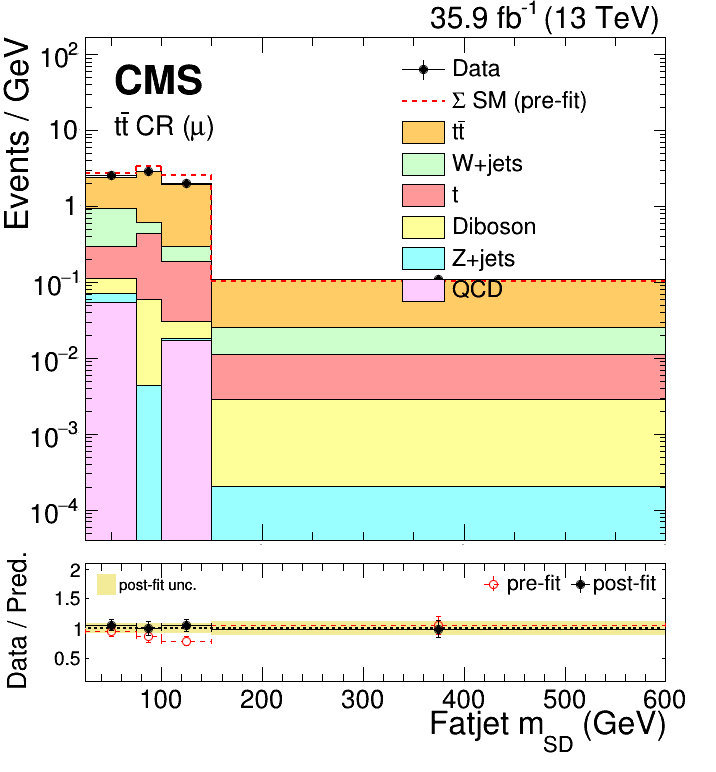 35.9 fb⁻¹ (13 TeV)
Events / GeV
10²
10
1
10⁻¹
10⁻²
10⁻³
10⁻⁴
CMS
tt̄ CR (μ)
Data
Σ SM (pre-fit)
tt̄
W+jets
t
Diboson
Z+jets
QCD
Data / Pred.
2
1.5
1
0.5
post-fit unc.
pre-fit
post-fit
100 200 300 400 500 600
Fatjet m_SD (GeV)